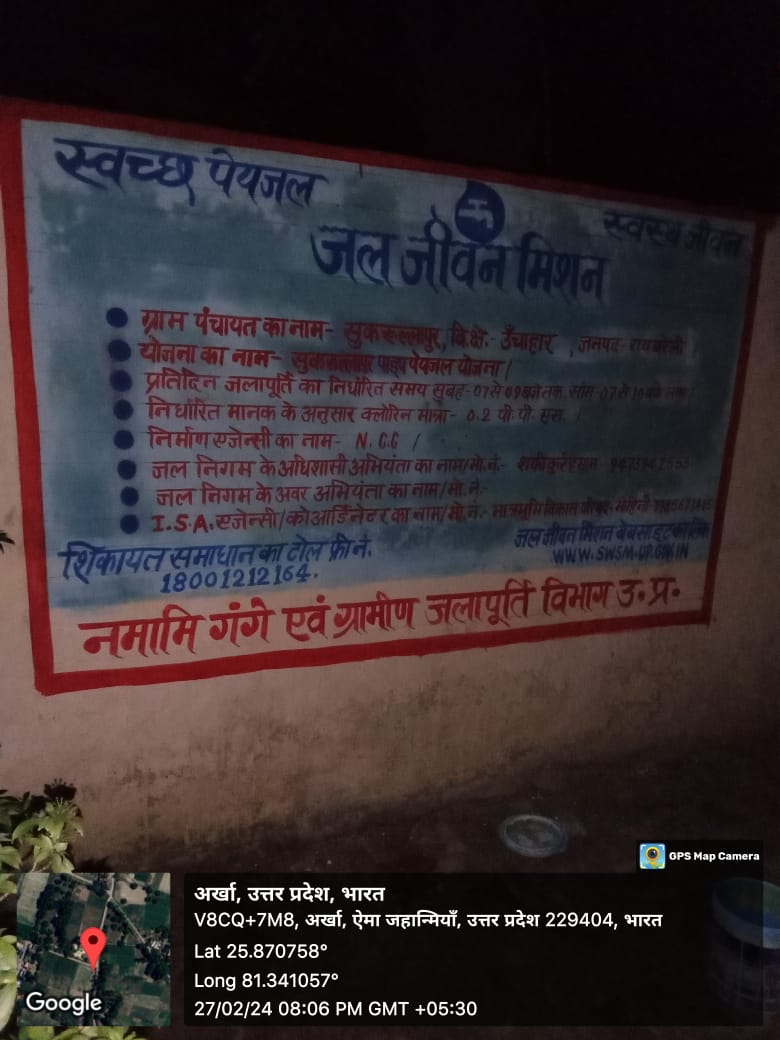 स्वच्छ पेयजल
स्वस्थ जीवन
जल जीवन मिशन
ग्राम पंचायत का नाम- सुकरुल्लापुर, वि.क्षे.- ऊँचाहार , जनपद- रायबरेली
योजना का नाम- पाइप पेयजल योजना /
प्रतिदिन जलापूर्ति का निर्धारित समय सुबह- 07 से 09 बजे तक, सांम- 07 से
निर्धारित मानक के अनुसार क्लोरिन मात्रा- 0.2 पी. पी. एम. /
निर्माण एजेन्सी का नाम- N.C.C /
जल निगम के अधिशासी अभियंता का नाम/मो.नं.-
जल निगम के अवर अभियंता का नाम/मो.नं.-
I.S.A. एजेन्सी/कोआर्डिनेटर का नाम/मो.नं.- मातृभूमि विकास
शिकायत समाधान का टोल फ्री नं.
18001212164.
जल जीवन मिशन बेबसाइट का लिंक
WWW.SWSM-UP.GOV.IN
नमामि गंगे एवं ग्रामीण जलापूर्ति विभाग उ. प्र.
GPS Map Camera
अर्खा, उत्तर प्रदेश, भारत
V8CQ+7M8, अर्खा, ऐमा जहान्मियाँ, उत्तर प्रदेश 229404, भारत
Lat 25.870758°
Long 81.341057°
27/02/24 08:06 PM GMT +05:30
Google